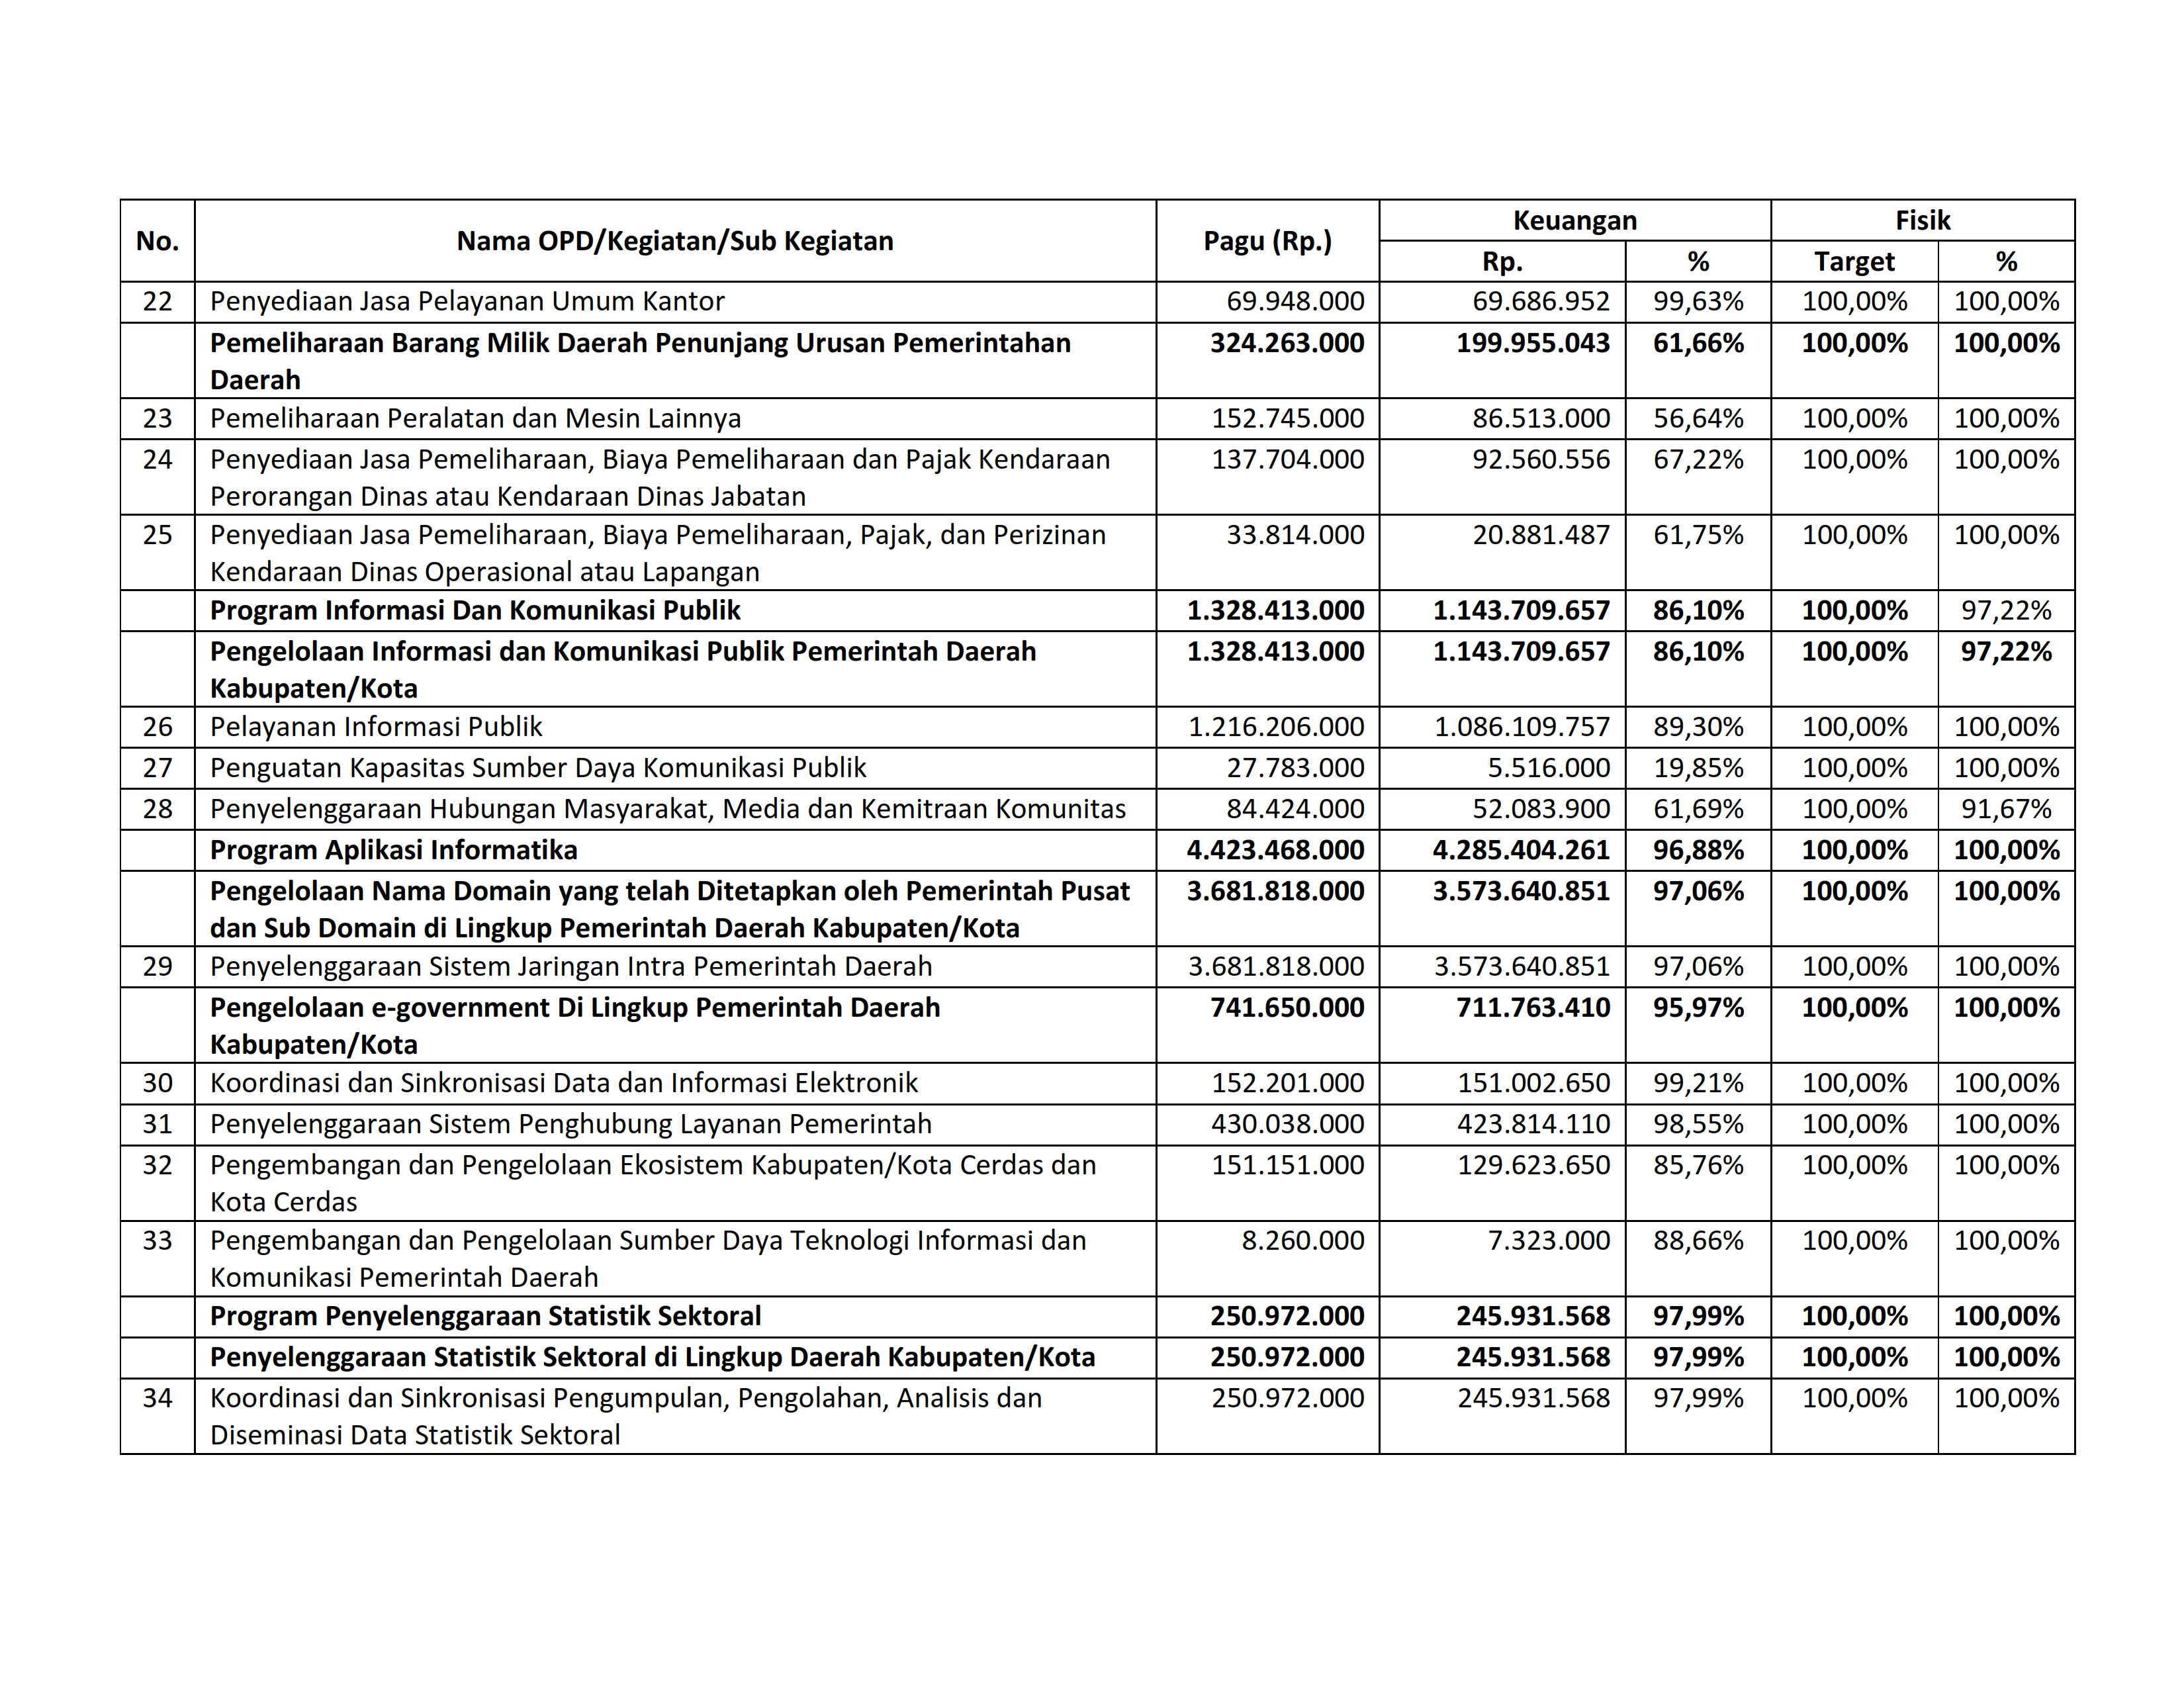 No. Nama OPD/Kegiatan/Sub Kegiatan Pagu (Rp.) Keuangan Fisik
Rp. % Target %
22 Penyediaan Jasa Pelayanan Umum Kantor 69.948.000 69.686.952 99,63% 100,00% 100,00%
Pemeliharaan Barang Milik Daerah Penunjang Urusan Pemerintahan 324.263.000 199.955.043 61,66% 100,00% 100,00%
Daerah
23 Pemeliharaan Peralatan dan Mesin Lainnya 152.745.000 86.513.000 56,64% 100,00% 100,00%
24 Penyediaan Jasa Pemeliharaan, Biaya Pemeliharaan dan Pajak Kendaraan 137.704.000 92.560.556 67,22% 100,00% 100,00%
Perorangan Dinas atau Kendaraan Dinas Jabatan
25 Penyediaan Jasa Pemeliharaan, Biaya Pemeliharaan, Pajak, dan Perizinan 33.814.000 20.881.487 61,75% 100,00% 100,00%
Kendaraan Dinas Operasional atau Lapangan
Program Informasi Dan Komunikasi Publik 1.328.413.000 1.143.709.657 86,10% 100,00% 97,22%
Pengelolaan Informasi dan Komunikasi Publik Pemerintah Daerah 1.328.413.000 1.143.709.657 86,10% 100,00% 97,22%
Kabupaten/Kota
26 Pelayanan Informasi Publik 1.216.206.000 1.086.109.757 89,30% 100,00% 100,00%
27 Penguatan Kapasitas Sumber Daya Komunikasi Publik 27.783.000 5.516.000 19,85% 100,00% 100,00%
28 Penyelenggaraan Hubungan Masyarakat, Media dan Kemitraan Komunitas 84.424.000 52.083.900 61,69% 100,00% 91,67%
Program Aplikasi Informatika 4.423.468.000 4.285.404.261 96,88% 100,00% 100,00%
Pengelolaan Nama Domain yang telah Ditetapkan oleh Pemerintah Pusat 3.681.818.000 3.573.640.851 97,06% 100,00% 100,00%
dan Sub Domain di Lingkup Pemerintah Daerah Kabupaten/Kota
29 Penyelenggaraan Sistem Jaringan Intra Pemerintah Daerah 3.681.818.000 3.573.640.851 97,06% 100,00% 100,00%
Pengelolaan e-government Di Lingkup Pemerintah Daerah 741.650.000 711.763.410 95,97% 100,00% 100,00%
Kabupaten/Kota
30 Koordinasi dan Sinkronisasi Data dan Informasi Elektronik 152.201.000 151.002.650 99,21% 100,00% 100,00%
31 Penyelenggaraan Sistem Penghubung Layanan Pemerintah 430.038.000 423.814.110 98,55% 100,00% 100,00%
32 Pengembangan dan Pengelolaan Ekosistem Kabupaten/Kota Cerdas dan 151.151.000 129.623.650 85,76% 100,00% 100,00%
Kota Cerdas
33 Pengembangan dan Pengelolaan Sumber Daya Teknologi Informasi dan 8.260.000 7.323.000 88,66% 100,00% 100,00%
Komunikasi Pemerintah Daerah
Program Penyelenggaraan Statistik Sektoral 250.972.000 245.931.568 97,99% 100,00% 100,00%
Penyelenggaraan Statistik Sektoral di Lingkup Daerah Kabupaten/Kota 250.972.000 245.931.568 97,99% 100,00% 100,00%
34 Koordinasi dan Sinkronisasi Pengumpulan, Pengolahan, Analisis dan 250.972.000 245.931.568 97,99% 100,00% 100,00%
Diseminasi Data Statistik Sektoral